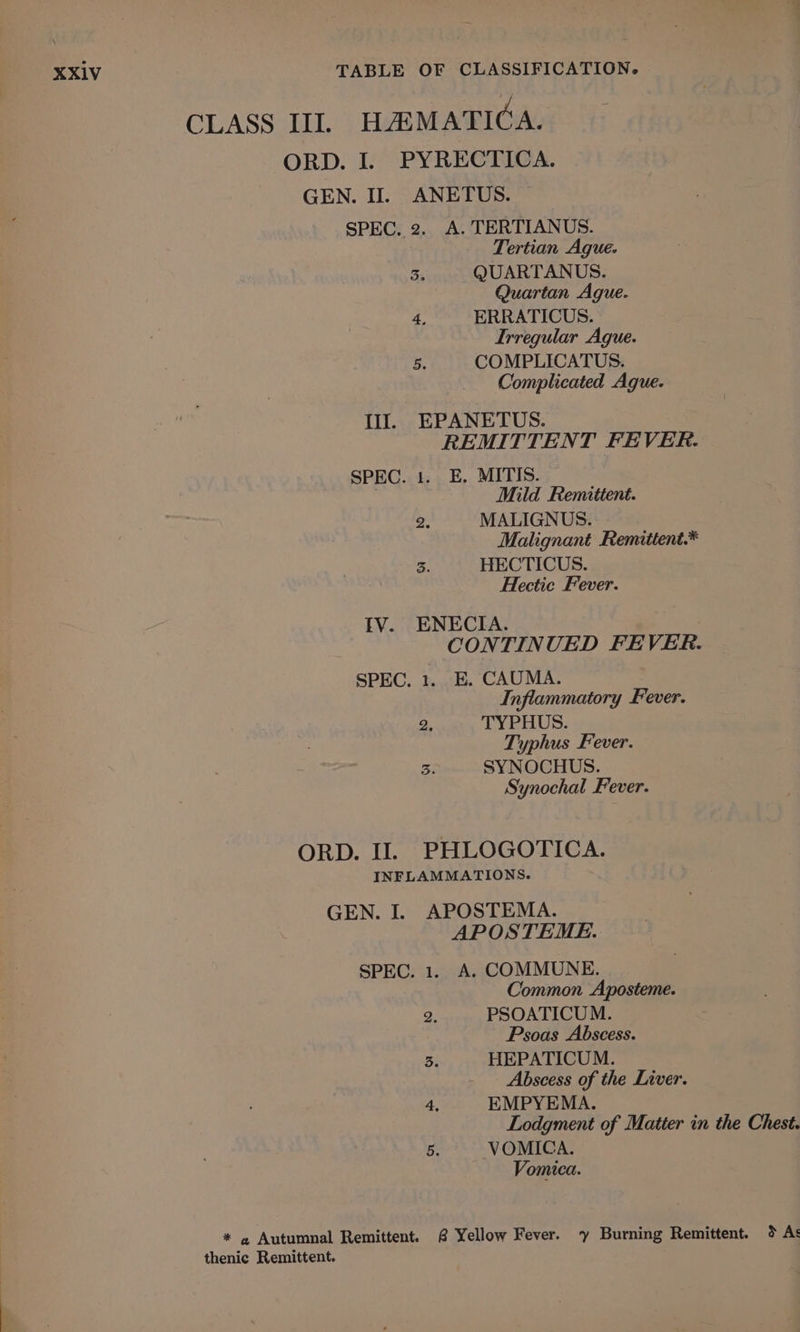 xxiv TABLE OF CLASSIFICATION.
CLASS III. HÆMATICA.
ORD. I. PYRECTICA.
GEN. II. ANETUS.
SPEC. 2. A. TERTIANUS.
Tertian Ague.
3. QUARTANUS.
Quartan Ague.
4. ERRATICUS.
Irregular Ague.
5. COMPLICATUS.
Complicated Ague.
III. EPANETUS.
REMITTENT FEVER.
SPEC. 1. E. MITIS.
Mild Remittent.
2. MALIGNUS.
Malignant Remittent.*
3. HECTICUS.
Hectic Fever.
IV. ENECIA.
CONTINUED FEVER.
SPEC. 1. E. CAUMA.
Inflammatory Fever.
2. TYPHUS.
Typhus Fever.
3. SYNOCHUS.
Synochal Fever.
ORD. II. PHLOGOTICA.
INFLAMMATIONS.
GEN. I. APOSTEMA.
APOSTEME.
SPEC. 1. A. COMMUNE.
Common Aposteme.
2. PSOATICUM.
Psoas Abscess.
3. HEPATICUM.
Abscess of the Liver.
4. EMPYEMA.
Lodgment of Matter in the Chest.
5. VOMICA.
Vomica.
* α Autumnal Remittent. β Yellow Fever. γ Burning Remittent. δ As
thenic Remittent.